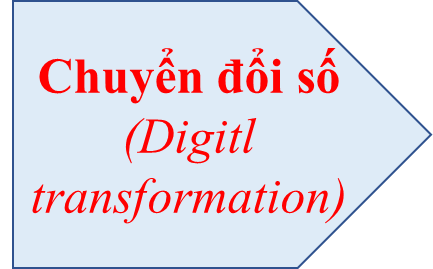 Chuyển đổi số
(Digitl
transformation)